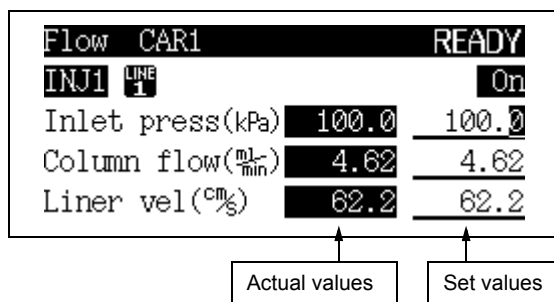 Flow CAR1 READY
INJ1 LINE 1 On
Inlet press(kPa) 100.0 100.0
Column flow(ml/min) 4.62 4.62
Liner vel(cm/s) 62.2 62.2
Actual values Set values